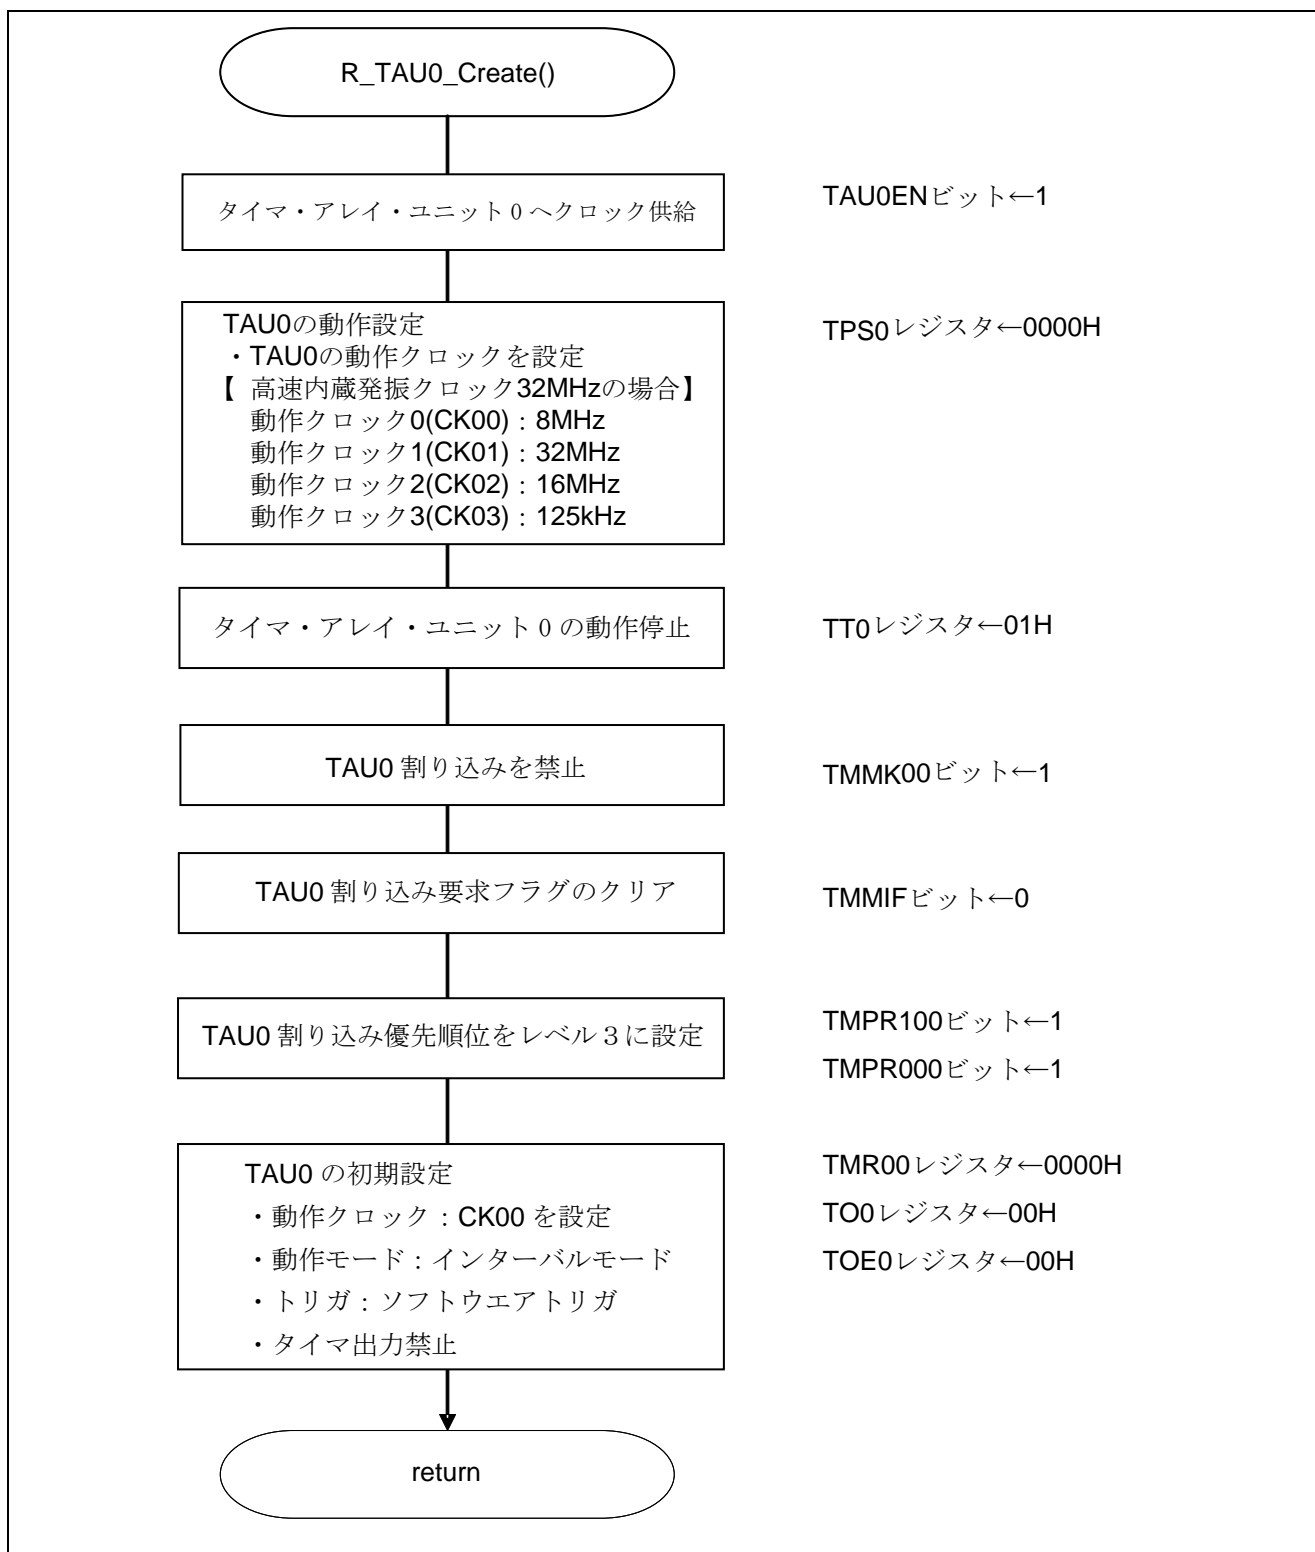 R_TAU0_Create()
タイマ・アレイ・ユニット0へクロック供給
TAU0ENビット←1
TAU0の動作設定
・TAU0の動作クロックを設定
【 高速内蔵発振クロック32MHzの場合】
動作クロック0(CK00)：8MHz
動作クロック1(CK01)：32MHz
動作クロック2(CK02)：16MHz
動作クロック3(CK03)：125kHz
TPS0レジスタ←0000H
タイマ・アレイ・ユニット0の動作停止
TT0レジスタ←01H
TAU0 割り込みを禁止
TMMK00ビット←1
TAU0 割り込み要求フラグのクリア
TMMIFビット←0
TAU0 割り込み優先順位をレベル３に設定
TMPR100ビット←1
TMPR000ビット←1
TAU0 の初期設定
・動作クロック：CK00 を設定
・動作モード：インターバルモード
・トリガ：ソフトウエアトリガ
・タイマ出力禁止
TMR00レジスタ←0000H
TO0レジスタ←00H
TOE0レジスタ←00H
return